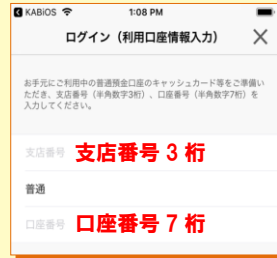 KABiOS 1:08 PM
ログイン（利用口座情報入力） ×
お手元にご利用中の普通預金口座のキャッシュカード等をご準備い
ただき、支店番号（半角数字3桁）、口座番号（半角数字7桁）を
入力してください。
支店番号 支店番号 3 桁
普通
口座番号 口座番号 7 桁